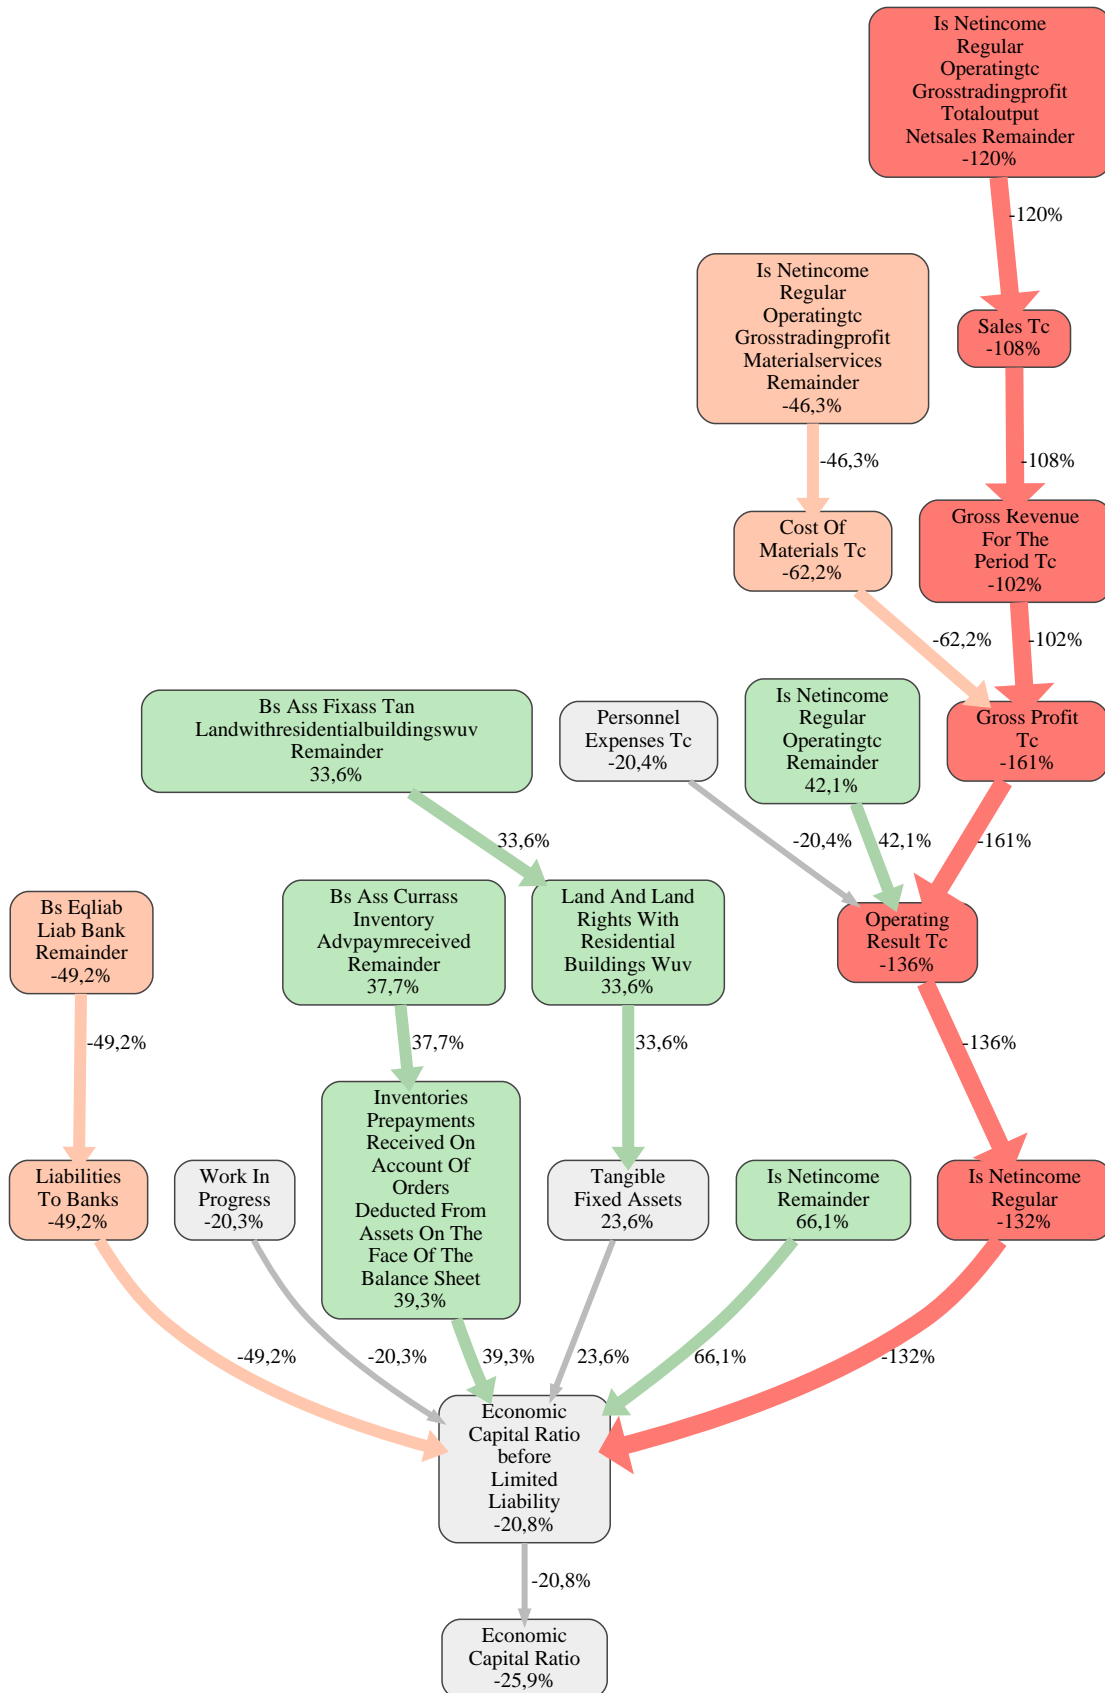 Is Netincome
Regular
Operatingtc
Grosstradingprofit
Totaloutput
Netsales Remainder
-120%
-120%
Is Netincome
Regular
Operatingtc
Grosstradingprofit
Materialservices
Remainder
-46,3%
Sales Tc
-108%
-46,3%
-108%
Cost Of
Materials Tc
-62,2%
Gross Revenue
For The
Period Tc
-102%
-62,2%
-102%
Bs Ass Fixass Tan
Landwithresidentialbuildingswuv
Remainder
33,6%
Personnel
Expenses Tc
-20,4%
Is Netincome
Regular
Operatingtc
Remainder
42,1%
Gross Profit
Tc
-161%
33,6%
-20,4%
42,1%
-161%
Bs Eqliab
Liab Bank
Remainder
-49,2%
Bs Ass Currass
Inventory
Advpaymreceived
Remainder
37,7%
Land And Land
Rights With
Residential
Buildings Wuv
33,6%
Operating
Result Tc
-136%
-49,2%
37,7%
33,6%
-136%
Liabilities
To Banks
-49,2%
Work In
Progress
-20,3%
Inventories
Prepayments
Received On
Account Of
Orders
Deducted From
Assets On The
Face Of The
Balance Sheet
39,3%
Tangible
Fixed Assets
23,6%
Is Netincome
Remainder
66,1%
Is Netincome
Regular
-132%
-49,2%
-20,3%
39,3%
23,6%
66,1%
-132%
Economic
Capital Ratio
before
Limited
Liability
-20,8%
-20,8%
Economic
Capital Ratio
-25,9%